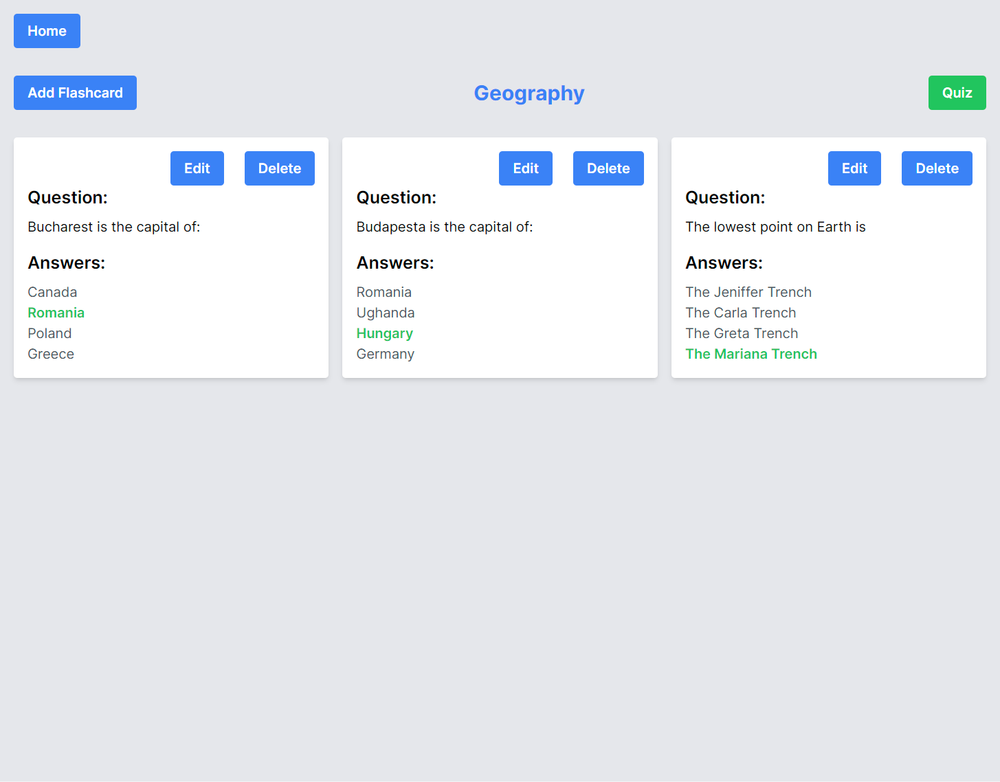 Home
Add Flashcard
Geography
Quiz
Edit
Delete
Question:
Bucharest is the capital of:
Answers:
Canada
Romania
Poland
Greece
Edit
Delete
Question:
Budapesta is the capital of:
Answers:
Romania
Ughanda
Hungary
Germany
Edit
Delete
Question:
The lowest point on Earth is
Answers:
The Jeniffer Trench
The Carla Trench
The Greta Trench
The Mariana Trench